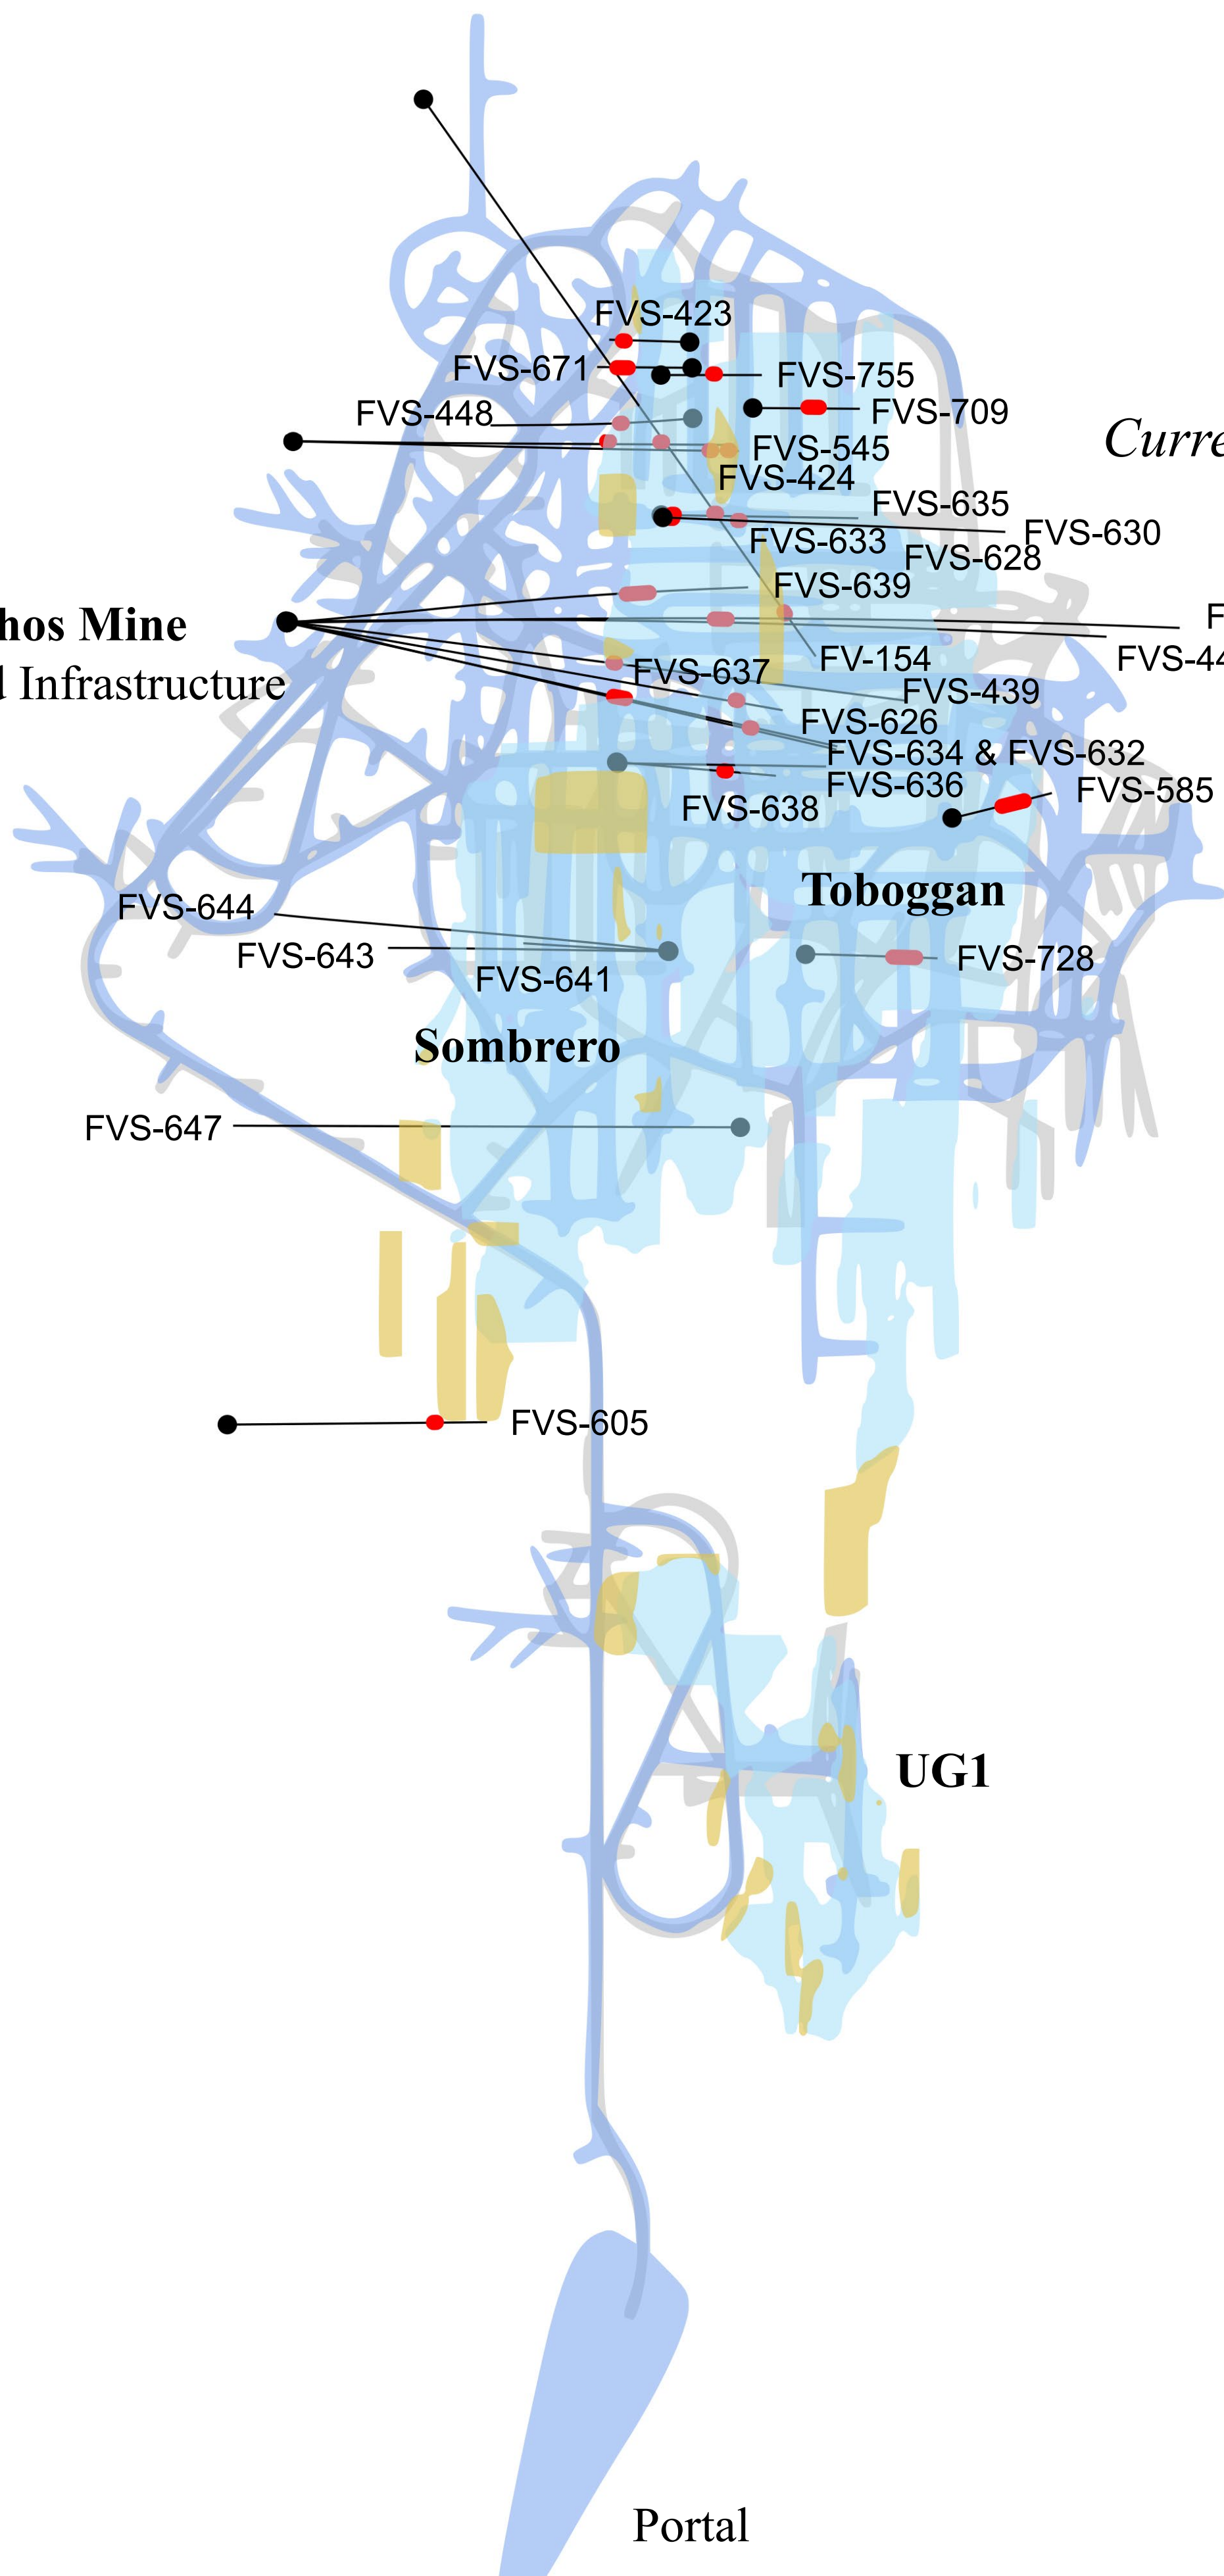 FVS-423
FVS-671
FVS-755
FVS-448
FVS-709
Curre
FVS-545
FVS-424
FVS-635
FVS-630
FVS-633
FVS-628
FVS-639
hos Mine
F
FVS-44
FV-154
FVS-637
d Infrastructure
FVS-439
FVS-626
FVS-634 & FVS-632
FVS-636
FVS-585
FVS-638
Toboggan
FVS-644
FVS-643
FVS-728
FVS-641
Sombrero
FVS-647
FVS-605
UG1
Portal